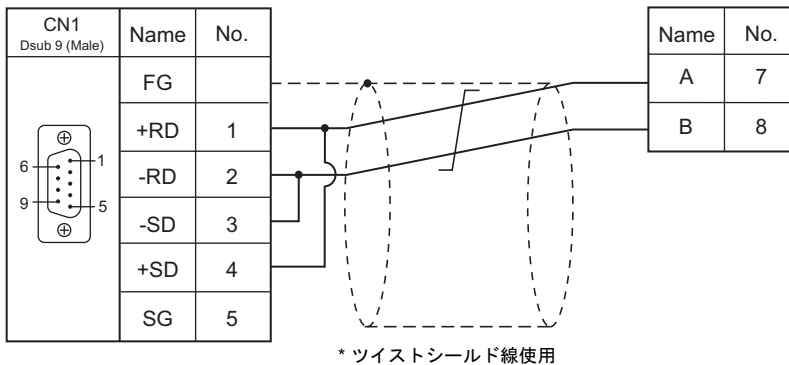 CN1
Dsub 9 (Male)
Name No.
FG
+RD 1
-RD 2
-SD 3
+SD 4
SG 5
6
1
9
5
Name No.
A 7
B 8
* ツイストシールド線使用